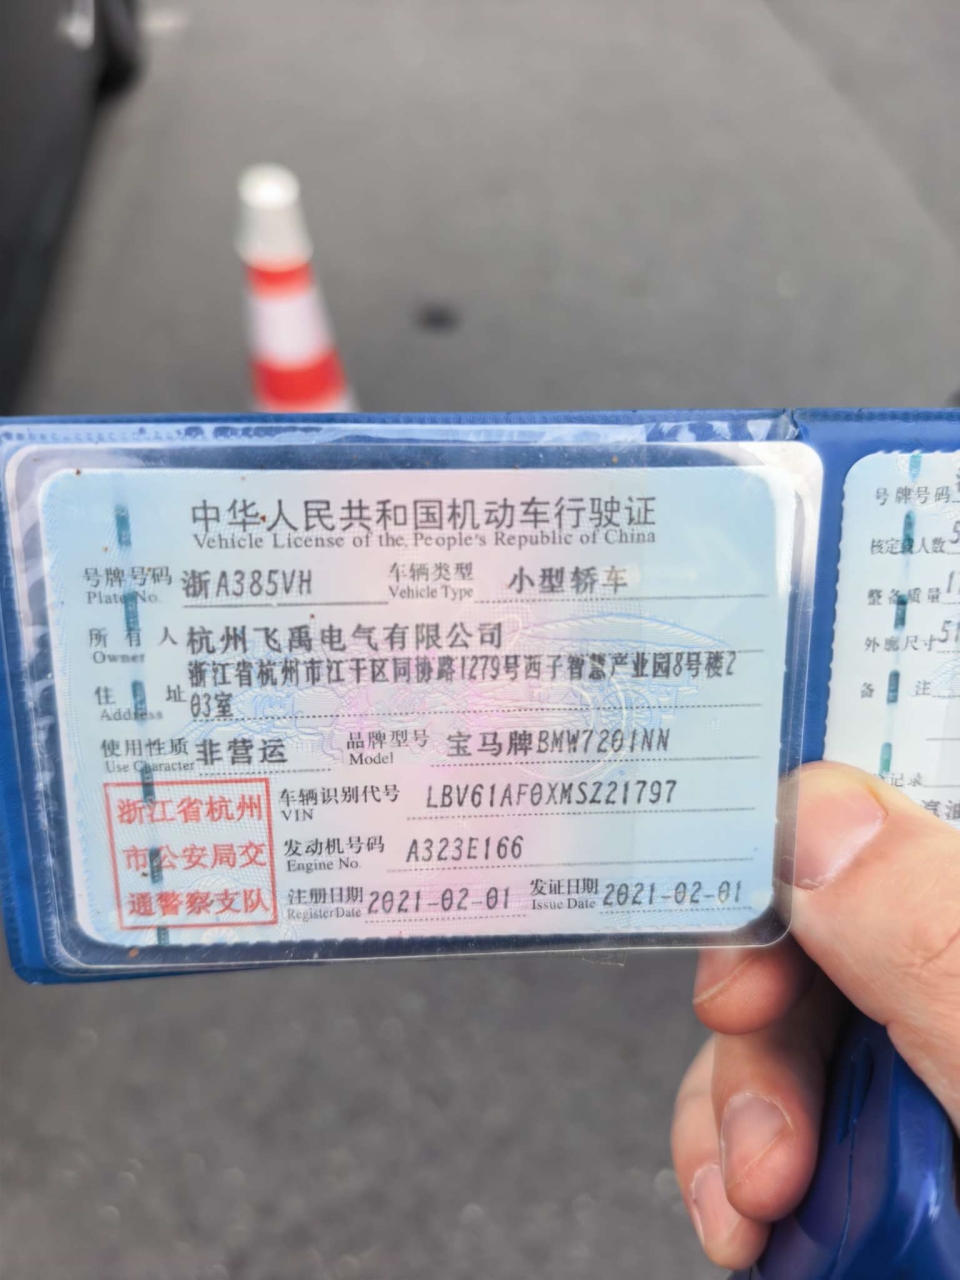 中华人民共和国机动车行驶证
Vehicle License of the People's Republic of China
号牌号码 浙A385VH 车辆类型 小型轿车
Plate No. Vehicle Type
所有人 杭州飞禹电气有限公司
Owner
浙江省杭州市江干区同协路1279号西子智慧产业园8号楼2
住址 03室
Address
使用性质 非营运 品牌型号 宝马牌BMW7201NN
Use Character Model
浙江省杭州
市公安局交
通警察支队
车辆识别代号 LBV61AF0XMSZ21797
VIN
发动机号码 A323E166
Engine No.
注册日期 2021-02-01 发证日期 2021-02-01
Register Date Issue Date
号牌号码
核定载人数 5
整备质量
外廓尺寸
备注
记录